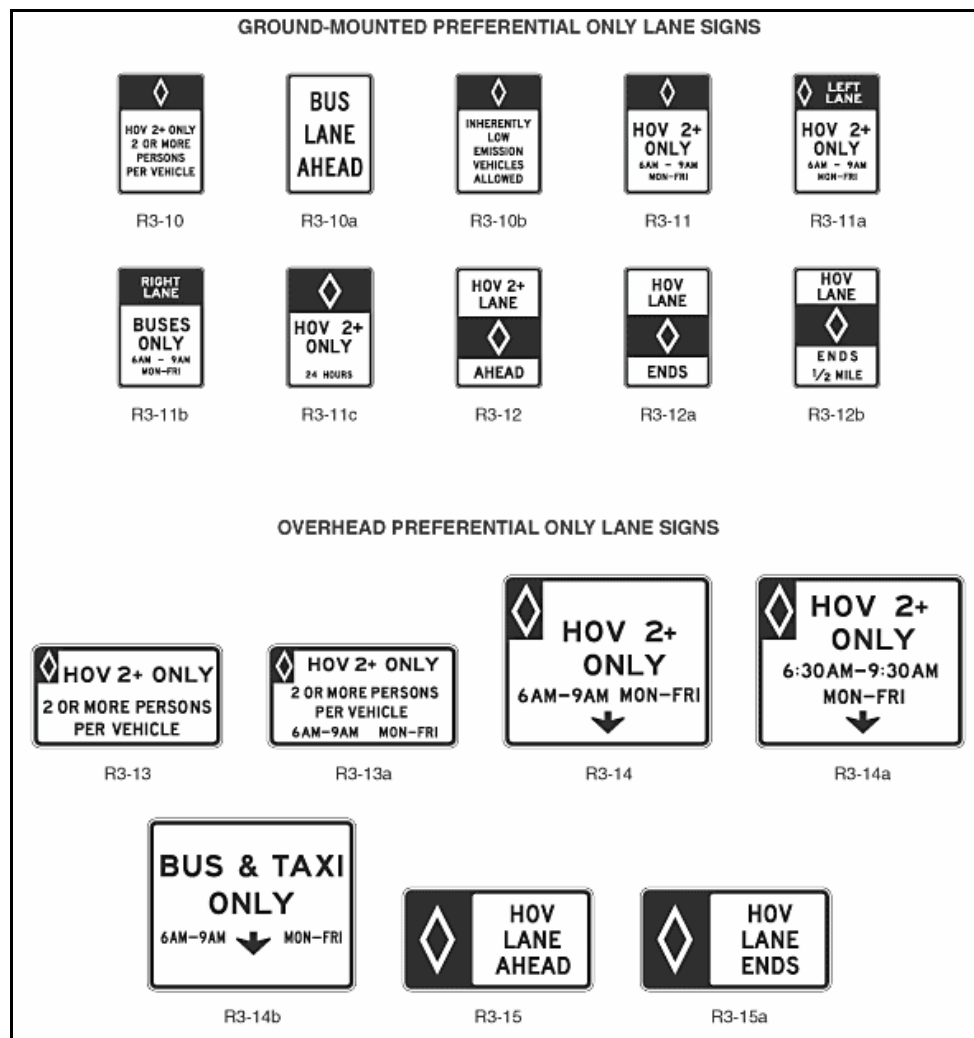 GROUND-MOUNTED PREFERENTIAL ONLY LANE SIGNS
HOV 2+ ONLY
2 OR MORE
PERSONS
PER VEHICLE
R3-10
BUS
LANE
AHEAD
R3-10a
INHERENTLY
LOW
EMISSION
VEHICLES
ALLOWED
R3-10b
HOV 2+
ONLY
6AM - 9AM
MON-FRI
R3-11
LEFT
LANE
HOV 2+
ONLY
6AM - 9AM
MON-FRI
R3-11a
RIGHT
LANE
BUSES
ONLY
6AM - 9AM
MON-FRI
R3-11b
HOV 2+
ONLY
24 HOURS
R3-11c
HOV 2+
LANE
AHEAD
R3-12
HOV
LANE
ENDS
R3-12a
HOV
LANE
ENDS
1/2 MILE
R3-12b
OVERHEAD PREFERENTIAL ONLY LANE SIGNS
HOV 2+ ONLY
2 OR MORE PERSONS
PER VEHICLE
R3-13
HOV 2+ ONLY
2 OR MORE PERSONS
PER VEHICLE
6AM-9AM MON-FRI
R3-13a
HOV 2+
ONLY
6AM-9AM MON-FRI
R3-14
HOV 2+
ONLY
6:30AM-9:30AM
MON-FRI
R3-14a
BUS & TAXI
ONLY
6AM-9AM MON-FRI
R3-14b
HOV
LANE
AHEAD
R3-15
HOV
LANE
ENDS
R3-15a